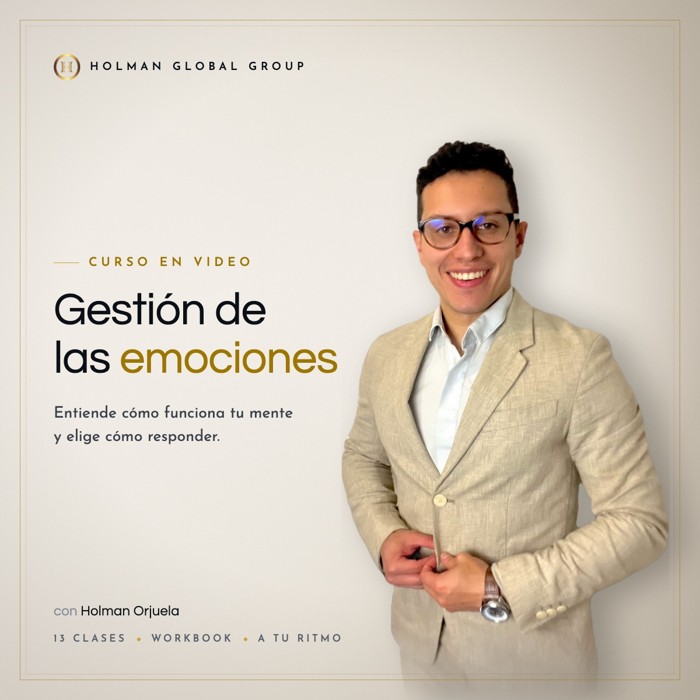 HOLMAN GLOBAL GROUP
CURSO EN VIDEO
Gestión de
las emociones
Entiende cómo funciona tu mente
y elige cómo responder.
con Holman Orjuela
13 CLASES • WORKBOOK • A TU RITMO